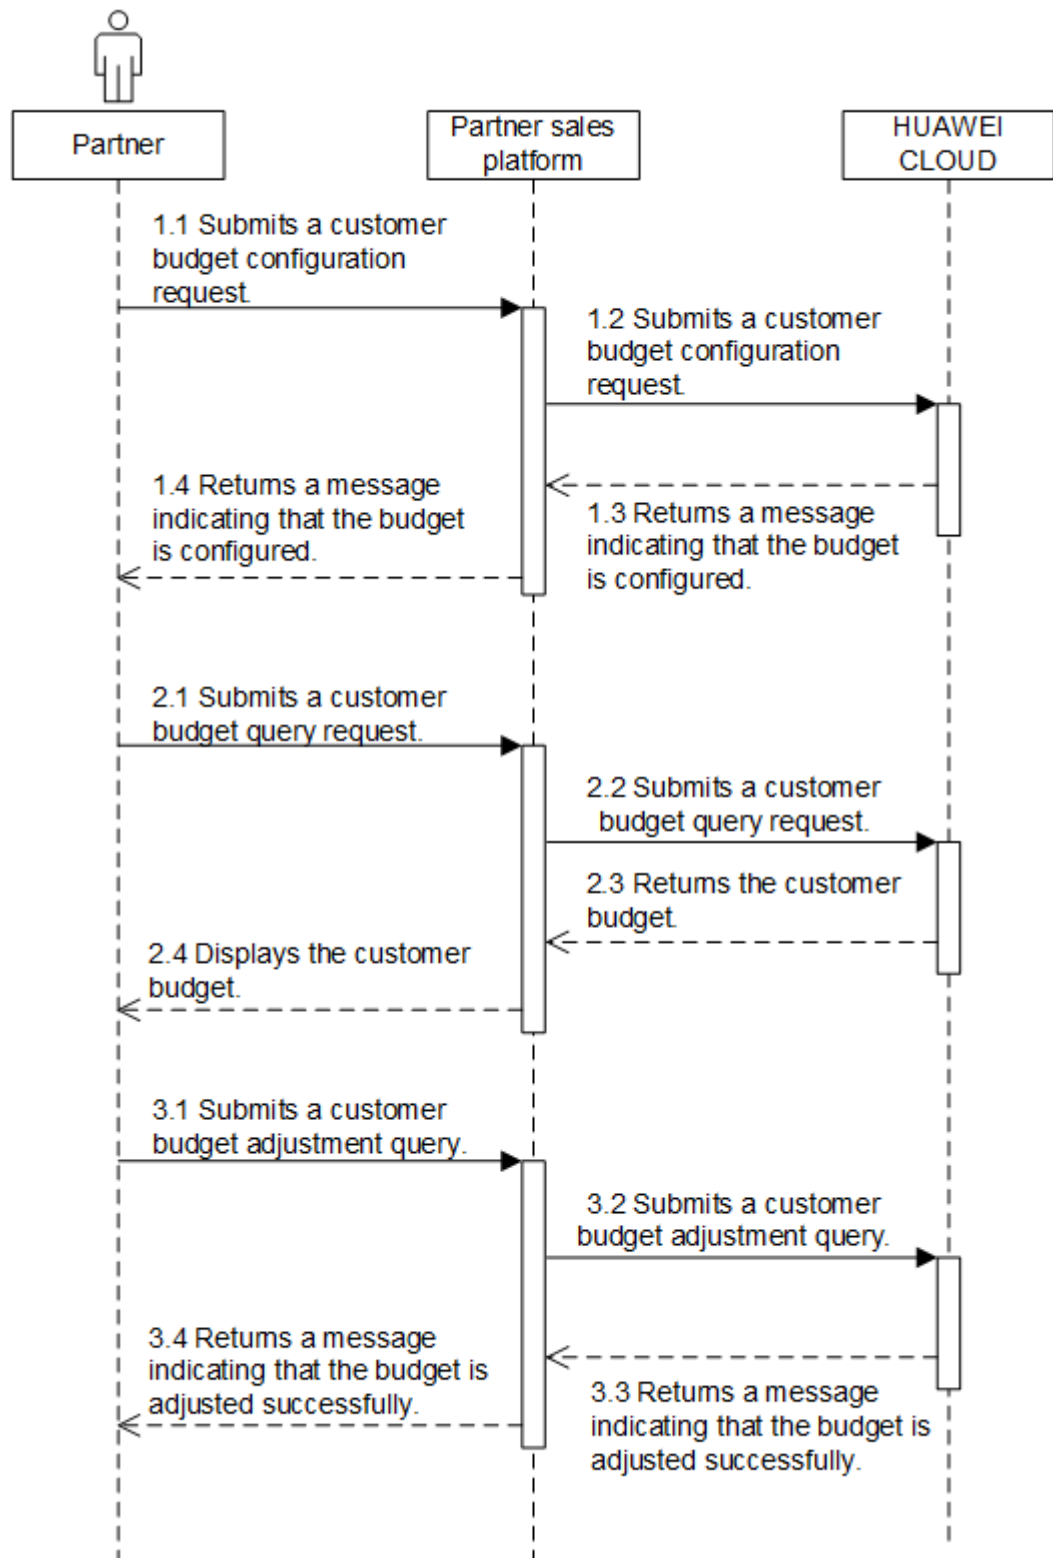 Partner
Partner sales
platform
HUAWEI
CLOUD
1.1 Submits a customer
budget configuration
request.
1.2 Submits a customer
budget configuration
request.
1.4 Returns a message
indicating that the budget
is configured.
1.3 Returns a message
indicating that the budget
is configured.
2.1 Submits a customer
budget query request.
2.2 Submits a customer
budget query request.
2.3 Returns the customer
budget.
2.4 Displays the customer
budget.
3.1 Submits a customer
budget adjustment query.
3.2 Submits a customer
budget adjustment query.
3.4 Returns a message
indicating that the budget is
adjusted successfully.
3.3 Returns a message
indicating that the budget is
adjusted successfully.